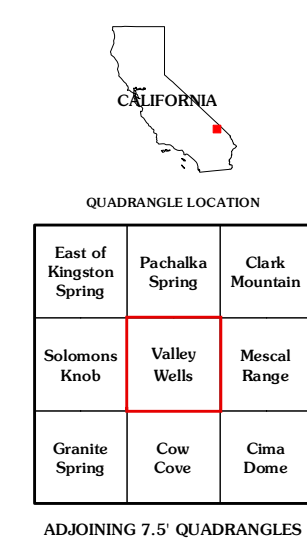 CALIFORNIA
QUADRANGLE LOCATION
East of
Kingston
Spring
Pachalka
Spring
Clark
Mountain
Solomons
Knob
Valley
Wells
Mescal
Range
Granite
Spring
Cow
Cove
Cima
Dome
ADJOINING 7.5' QUADRANGLES